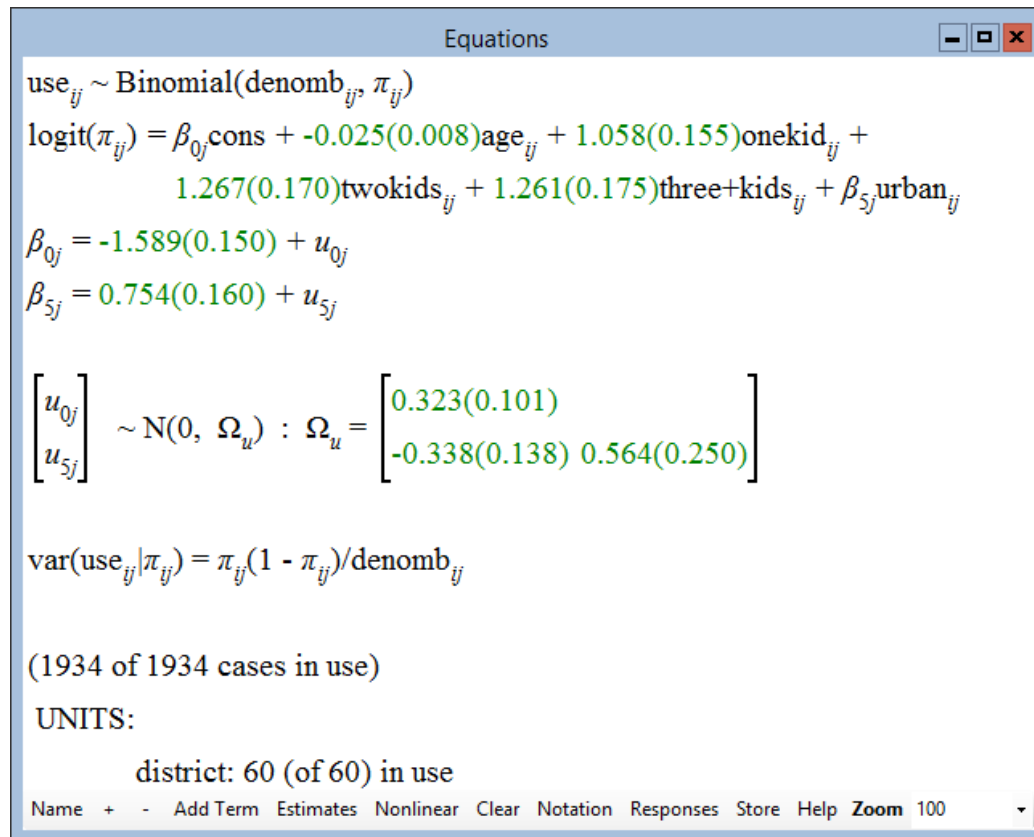 Equations
use_ij ~ Binomial(denomb_ij, π_ij)
logit(π_ij) = β_0j cons + -0.025(0.008)age_ij + 1.058(0.155)onekid_ij +
1.267(0.170)twokids_ij + 1.261(0.175)three+kids_ij + β_5j urban_ij
β_0j = -1.589(0.150) + u_0j
β_5j = 0.754(0.160) + u_5j
[u_0j u_5j] ~ N(0, Ω_u) : Ω_u = [0.323(0.101)
-0.338(0.138) 0.564(0.250)]
var(use_ij|π_ij) = π_ij(1 - π_ij)/denomb_ij
(1934 of 1934 cases in use)
UNITS:
district: 60 (of 60) in use
Name + - Add Term Estimates Nonlinear Clear Notation Responses Store Help Zoom 100